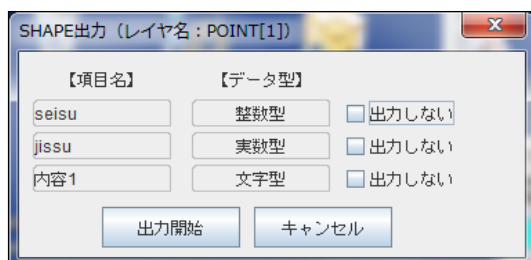 SHAPE出力（レイヤ名：POINT[1]）
【項目名】 【データ型】
seisu 整数型 出力しない
jissu 実数型 出力しない
内容1 文字型 出力しない
出力開始 キャンセル